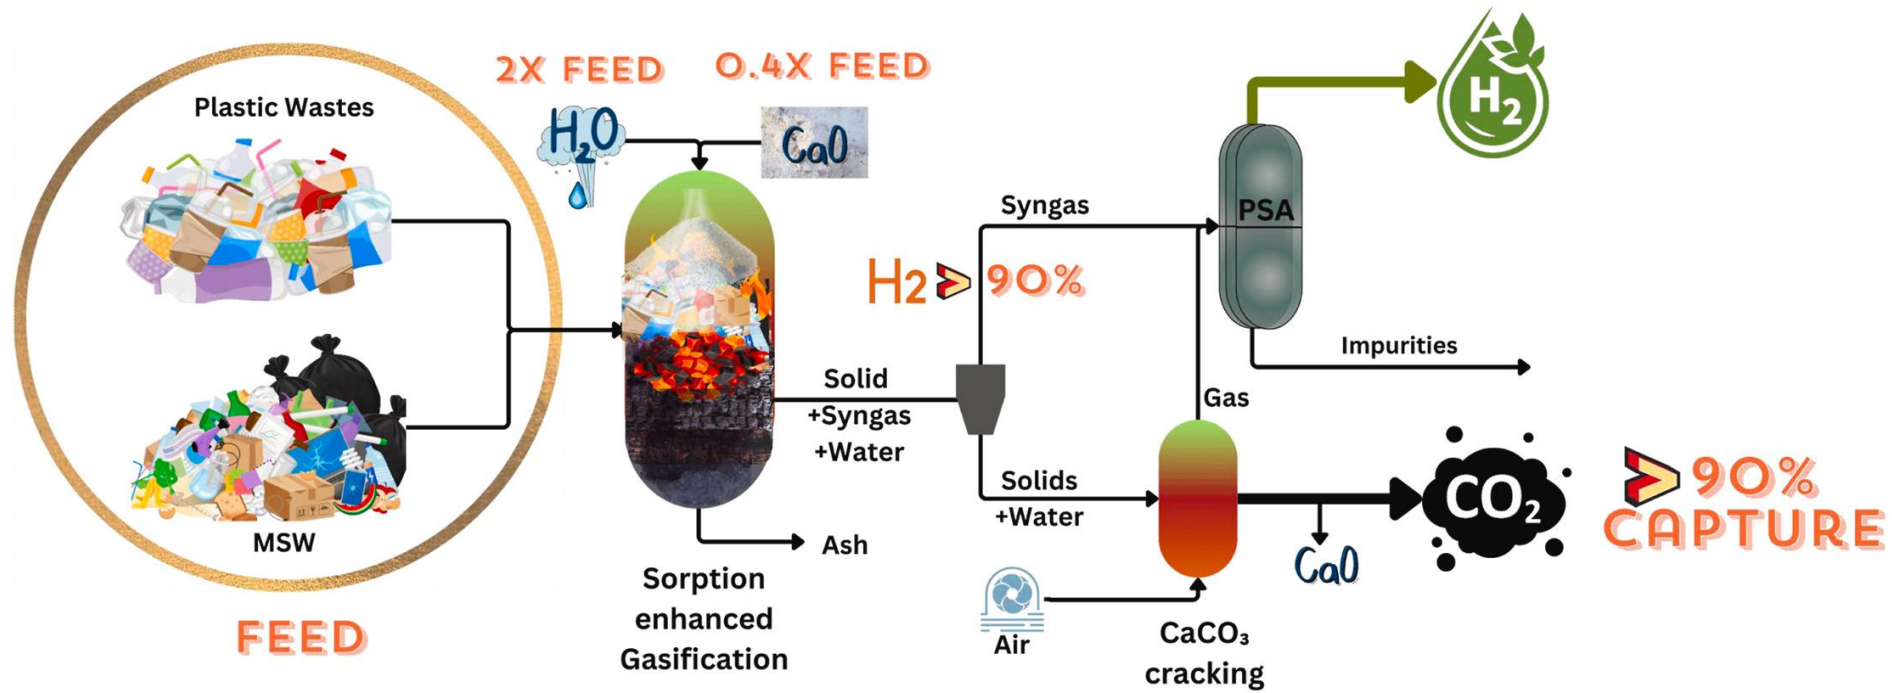 2X FEED
0.4X FEED
Plastic Wastes
H₂O
CaO
MSW
FEED
Sorption
enhanced
Gasification
Ash
Solid
+Syngas
+Water
H2 > 90%
Syngas
Solids
+Water
Gas
PSA
H₂
Impurities
Air
CaCO₃
cracking
CaO
CO₂
> 90%
CAPTURE